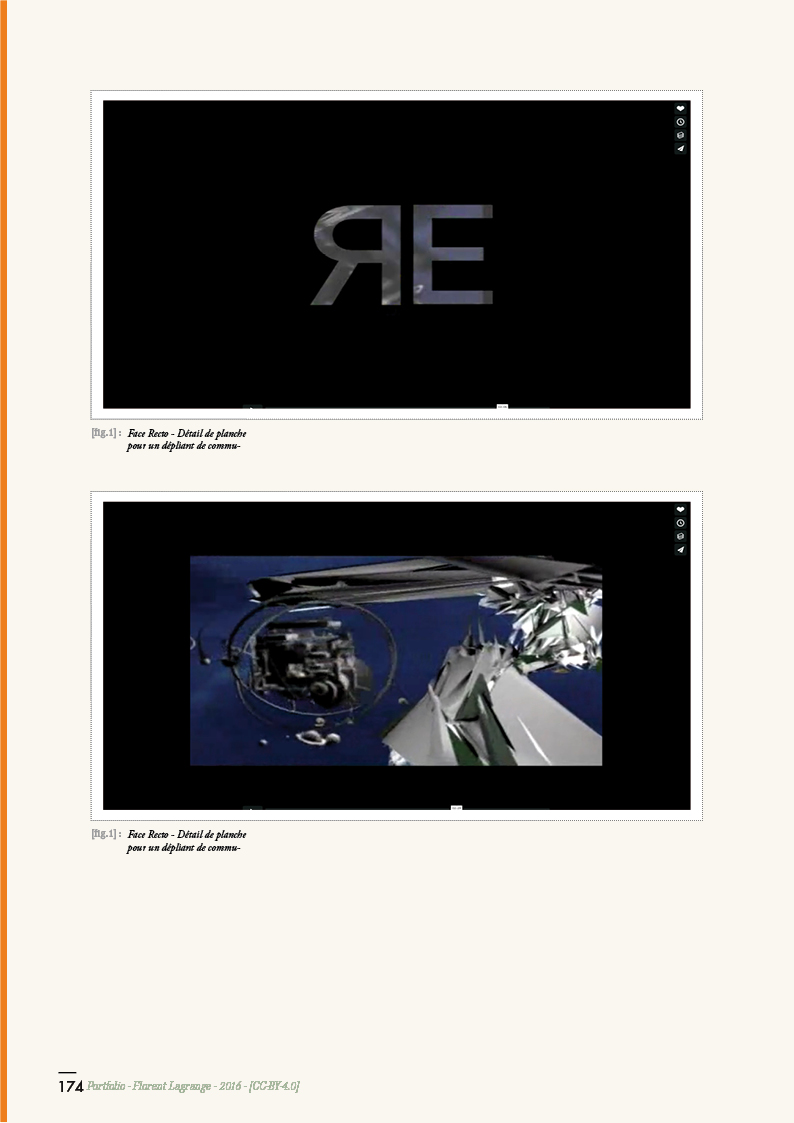 ЯE
[fig.1] : Face Recto - Détail de planche
pour un dépliant de commu-
[fig.1] : Face Recto - Détail de planche
pour un dépliant de commu-
174 Portfolio - Florent Lagrange - 2016 - [CC-BY-4.0]